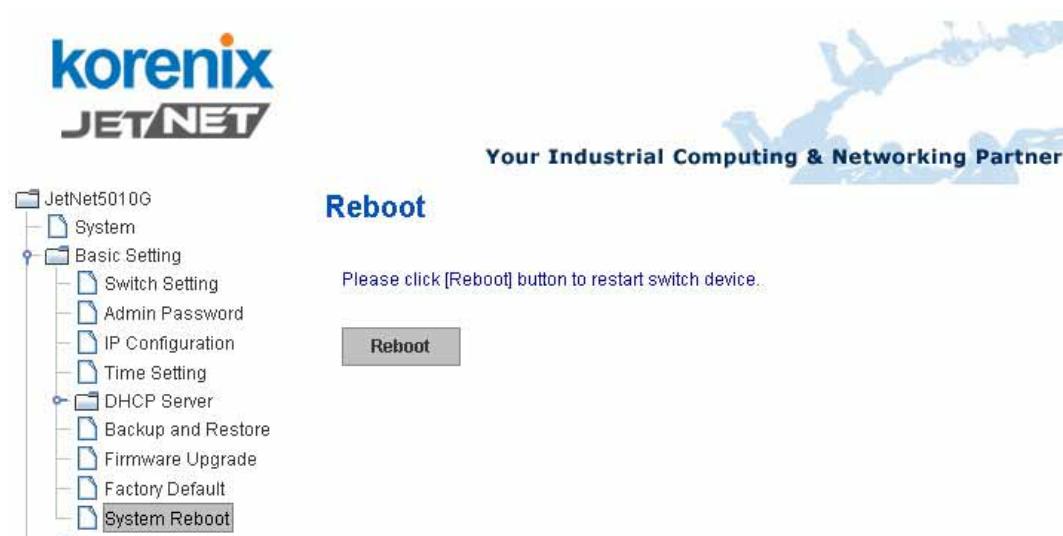 korenix
JETNET
Your Industrial Computing & Networking Partner
JetNet5010G
System
Basic Setting
Switch Setting
Admin Password
IP Configuration
Time Setting
DHCP Server
Backup and Restore
Firmware Upgrade
Factory Default
System Reboot
Reboot
Please click [Reboot] button to restart switch device.
Reboot